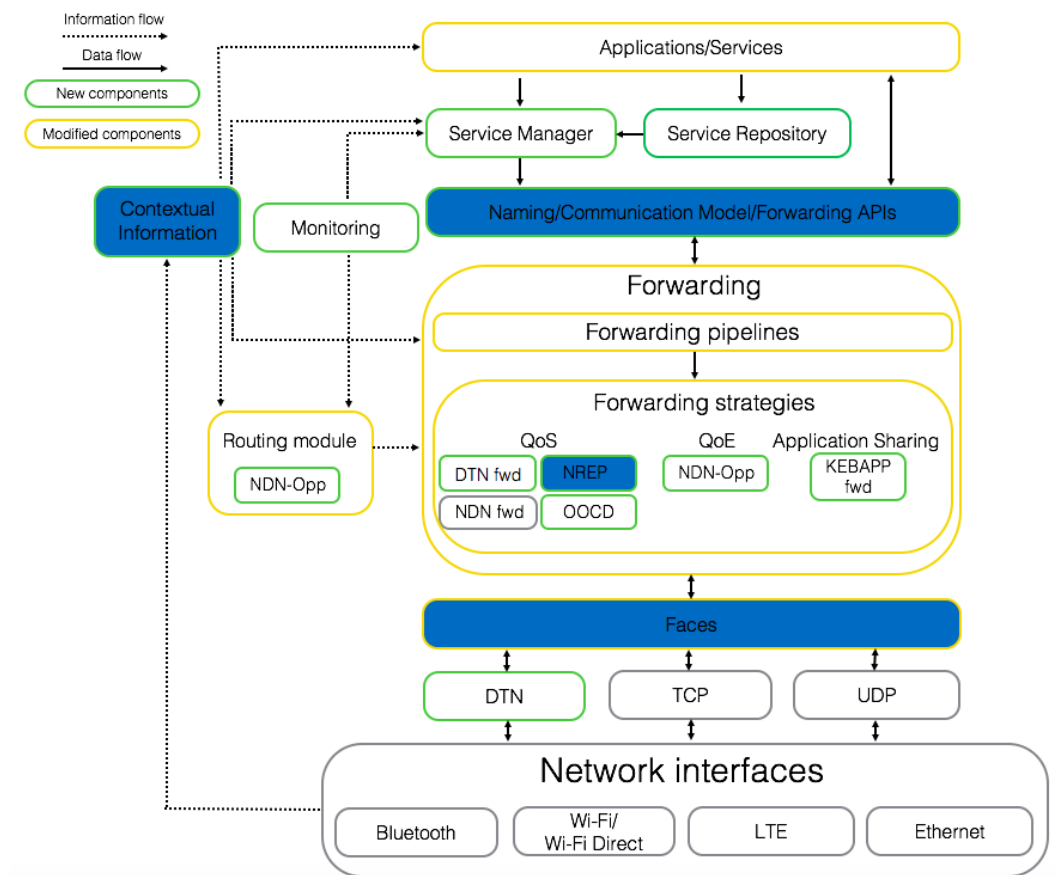 Information flow
Data flow
New components
Modified components
Applications/Services
Service Manager
Service Repository
Contextual
Information
Monitoring
Naming/Communication Model/Forwarding APIs
Forwarding
Forwarding pipelines
Forwarding strategies
Routing module
NDN-Opp
QoS
QoE
Application Sharing
DTN fwd
NREP
NDN-Opp
KEBAPP
fwd
NDN fwd
OOCD
Faces
DTN
TCP
UDP
Network interfaces
Bluetooth
Wi-Fi/
Wi-Fi Direct
LTE
Ethernet